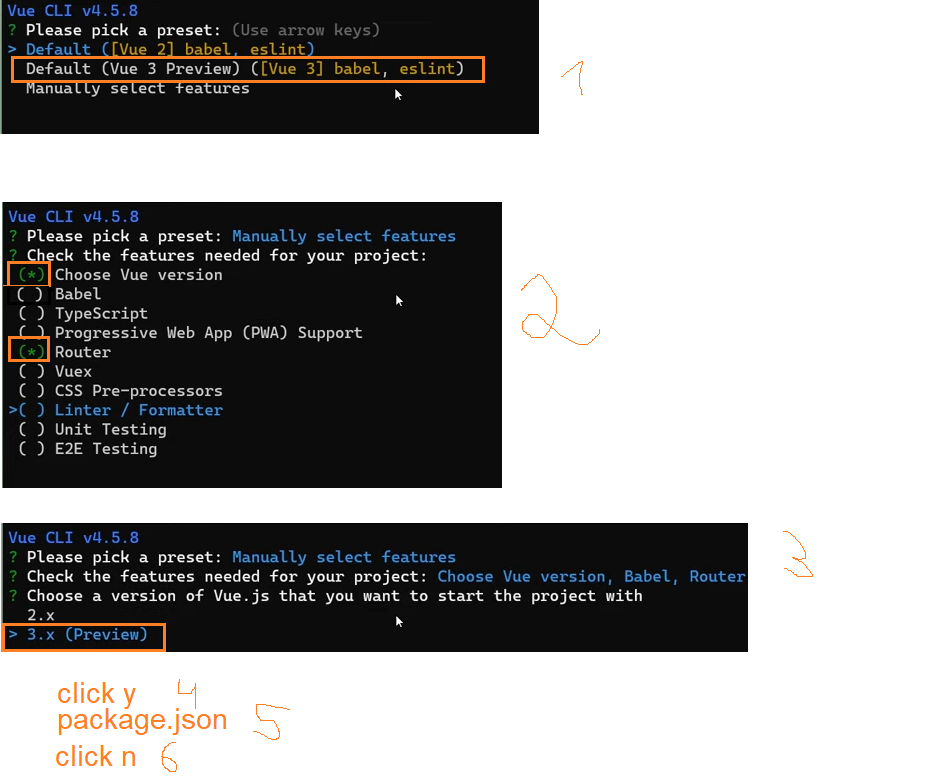 Vue CLI v4.5.8
? Please pick a preset: (Use arrow keys)
> Default ([Vue 2] babel, eslint)
Default (Vue 3 Preview) ([Vue 3] babel, eslint)
Manually select features
1
Vue CLI v4.5.8
? Please pick a preset: Manually select features
? Check the features needed for your project:
(*) Choose Vue version
( ) Babel
( ) TypeScript
( ) Progressive Web App (PWA) Support
(*) Router
( ) Vuex
( ) CSS Pre-processors
>( ) Linter / Formatter
( ) Unit Testing
( ) E2E Testing
2
Vue CLI v4.5.8
? Please pick a preset: Manually select features
? Check the features needed for your project: Choose Vue version, Babel, Router
? Choose a version of Vue.js that you want to start the project with
2.x
> 3.x (Preview)
3
click y 4
package.json 5
click n 6